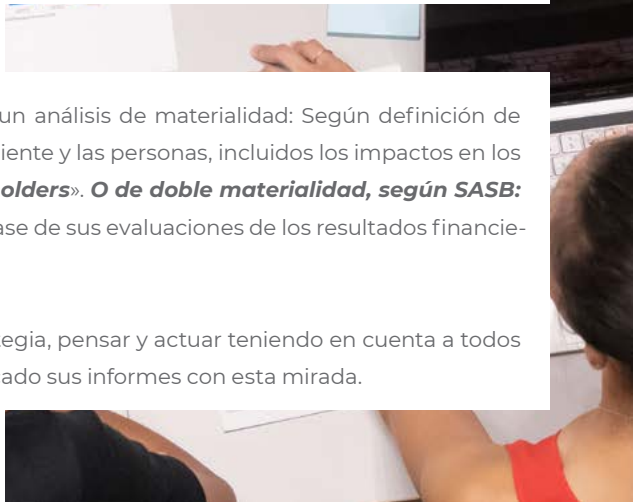 un análisis de materialidad: Según definición de
iente y las personas, incluidos los impactos en los
olders». O de doble materialidad, según SASB:
ase de sus evaluaciones de los resultados financie-
tegia, pensar y actuar teniendo en cuenta a todos
ado sus informes con esta mirada.